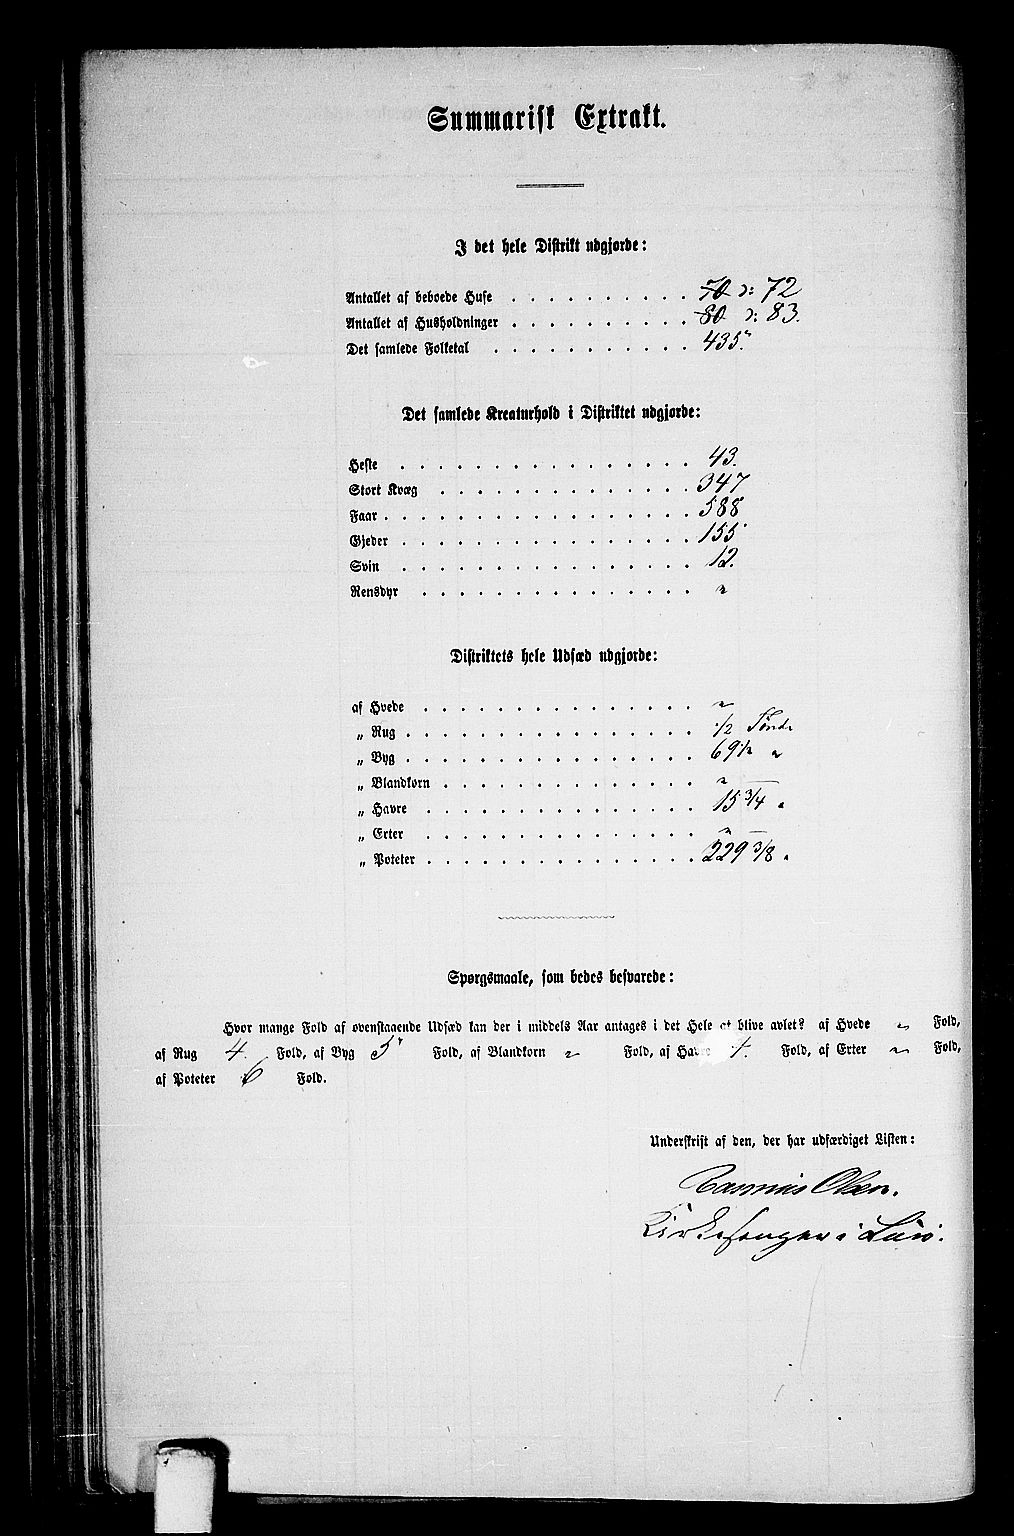 Summarisk Extrakt.
I det hele Distrikt udgjorde:
Antallet af beboede Huse . . . . . . . . . . . 70 ɔ: 72
Antallet af Husholdninger . . . . . . . . . . . 80 ɔ: 83.
Det samlede Folketal . . . . . . . . . . . . 435.
Det samlede Kreaturhold i Distriktet udgjorde:
Heste . . . . . . . . . . . . . . . . 43.
Stort Kvæg . . . . . . . . . . . . . . 347
Faar . . . . . . . . . . . . . . . . . 588
Gjeder . . . . . . . . . . . . . . . . 155
Svin . . . . . . . . . . . . . . . . 12.
Rensdyr . . . . . . . . . . . . . . . "
Distriktets hele Udsæd udgjorde:
af Hvede . . . . . . . . . . . . . . . "
„ Rug . . . . . . . . . . . . . . . . 1/2 Tønde
„ Byg . . . . . . . . . . . . . . . . 69 1/2 "
„ Blandkorn . . . . . . . . . . . . . . "
„ Havre . . . . . . . . . . . . . . . 15 3/4 "
„ Erter . . . . . . . . . . . . . . . "
„ Poteter . . . . . . . . . . . . . . . 229 3/8 "
Spørgsmaale, som bedes besvarede:
Hvor mange Fold af ovenstaaende Udsæd kan der i middels Aar antages i det Hele at blive avlet? af Hvede " Fold,
af Rug 4. Fold, af Byg 5 Fold, af Blandkorn " Fold, af Havre 4. Fold, af Erter " Fold,
af Poteter 6 Fold.
Underskrift af den, der har udfærdiget Listen:
Rasmus Olsen.
Kirkesanger i